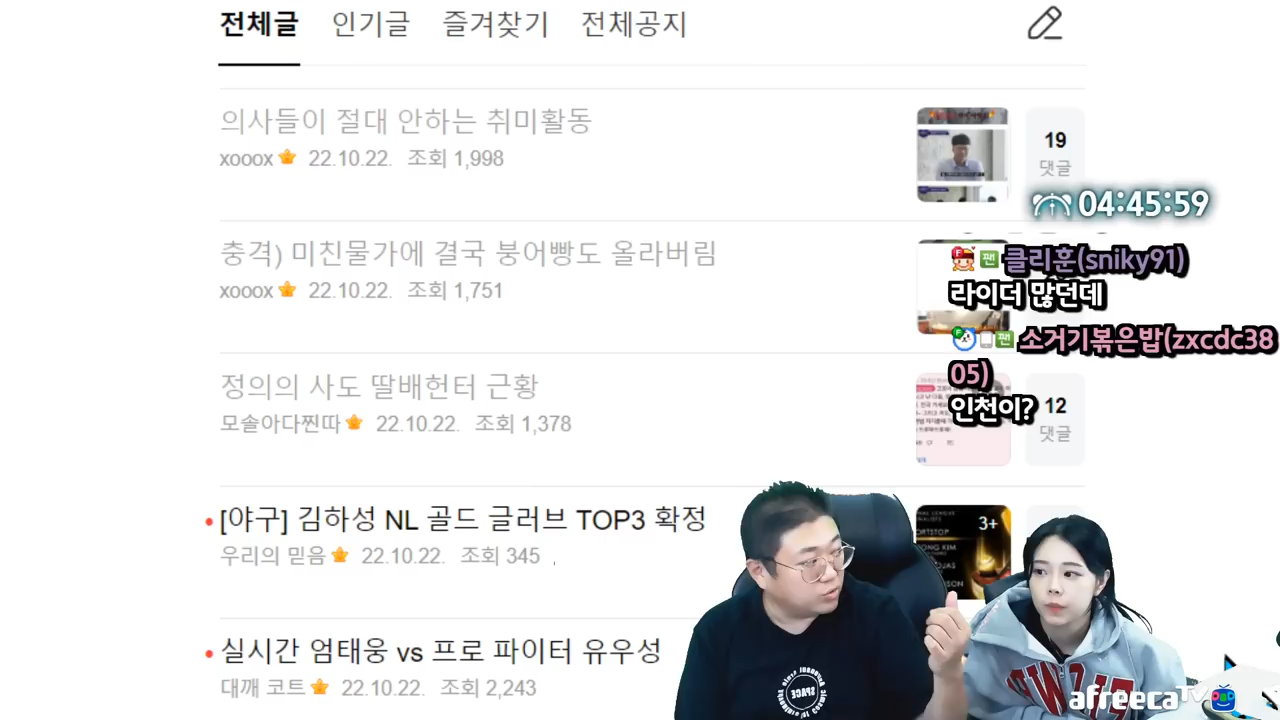 전체글 인기글 즐겨찾기 전체공지
의사들이 절대 안하는 취미활동
xooox 22.10.22. 조회 1,998
19
댓글
04:45:59
충격) 미친물가에 결국 붕어빵도 올라버림
xooox 22.10.22. 조회 1,751
F 팬 클리훈(sniky91)
라이더 많던데
F 팬 소거기볶은밥(zxcdc38
05)
인천이?
정의의 사도 딸배헌터 근황
모솔아다찐따 22.10.22. 조회 1,378
12
댓글
[야구] 김하성 NL 골드 글러브 TOP3 확정
우리의 믿음 22.10.22. 조회 345
3+
실시간 엄태웅 vs 프로 파이터 유우성
대깨 코트 22.10.22. 조회 2,243
SPACE
afreecaTV